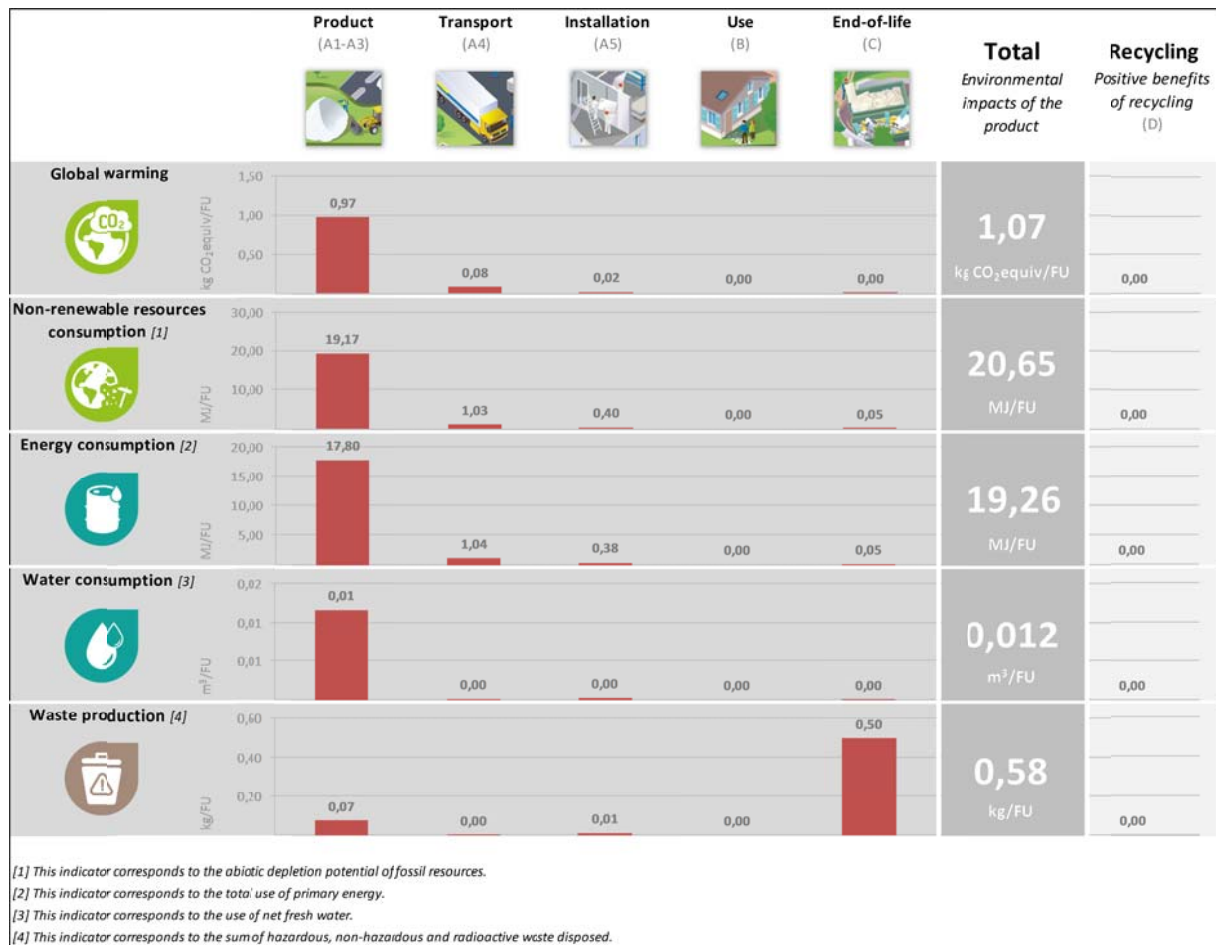 Product
(A1-A3)
Transport
(A4)
Installation
(A5)
Use
(B)
End-of-life
(C)
Total
Environmental
impacts of the
product
Recycling
Positive benefits
of recycling
(D)
Global warming
CO2
kg CO2equiv/FU
1,50
1,00
0,50
0,97
0,08
0,02
0,00
0,00
1,07
kg CO2equiv/FU
0,00
Non-renewable resources
consumption [1]
MJ/FU
30,00
20,00
10,00
19,17
1,03
0,40
0,00
0,05
20,65
MJ/FU
0,00
Energy consumption [2]
MJ/FU
20,00
15,00
10,00
5,00
17,80
1,04
0,38
0,00
0,05
19,26
MJ/FU
0,00
Water consumption [3]
m³/FU
0,02
0,01
0,01
0,01
0,00
0,00
0,00
0,00
0,012
m³/FU
0,00
Waste production [4]
kg/FU
0,60
0,40
0,20
0,07
0,00
0,01
0,00
0,50
0,58
kg/FU
0,00
[1] This indicator corresponds to the abiotic depletion potential of fossil resources.
[2] This indicator corresponds to the total use of primary energy.
[3] This indicator corresponds to the use of net fresh water.
[4] This indicator corresponds to the sum of hazardous, non-hazardous and radioactive waste disposed.